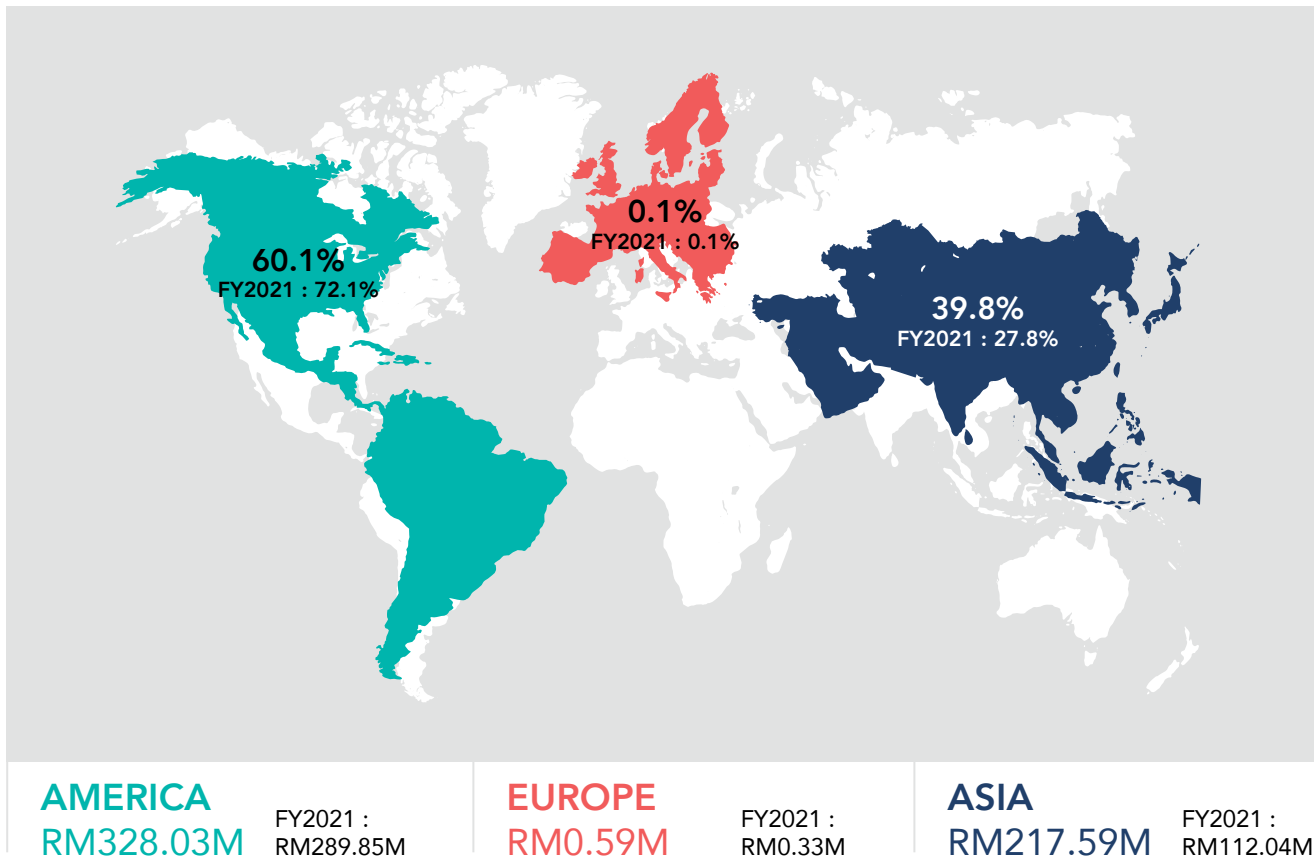 0.1%
FY2021 : 0.1%
60.1%
FY2021 : 72.1%
39.8%
FY2021 : 27.8%
AMERICA
RM328.03M
FY2021 :
RM289.85M
EUROPE
RM0.59M
FY2021 :
RM0.33M
ASIA
RM217.59M
FY2021 :
RM112.04M